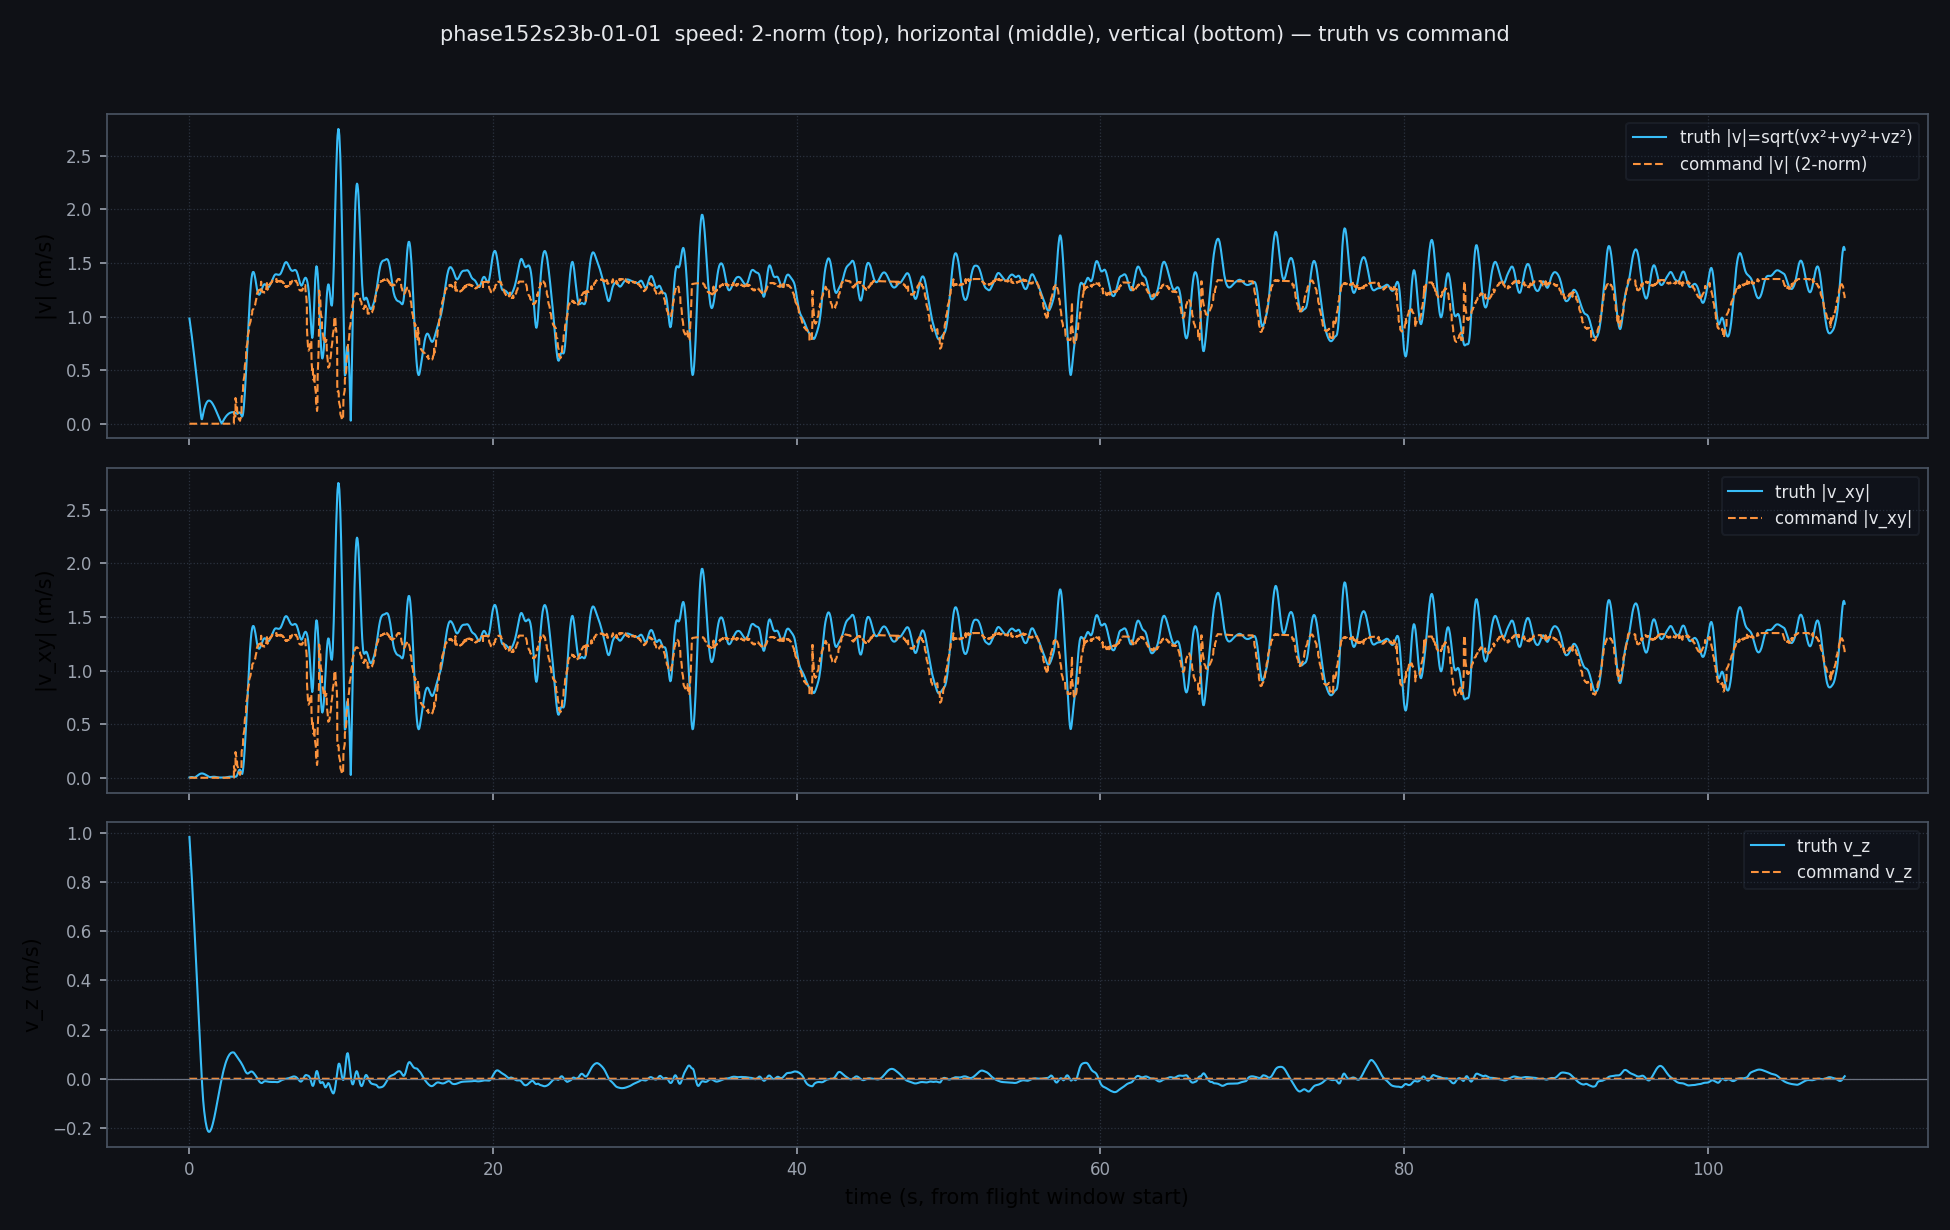 phase152s23b-01-01  speed: 2-norm (top), horizontal (middle), vertical (bottom) — truth vs command
|v| (m/s)
2.5
2.0
1.5
1.0
0.5
0.0
truth |v|=sqrt(vx²+vy²+vz²)
command |v| (2-norm)
|v_xy| (m/s)
2.5
2.0
1.5
1.0
0.5
0.0
truth |v_xy|
command |v_xy|
v_z (m/s)
1.0
0.8
0.6
0.4
0.2
0.0
−0.2
truth v_z
command v_z
0 20 40 60 80 100
time (s, from flight window start)